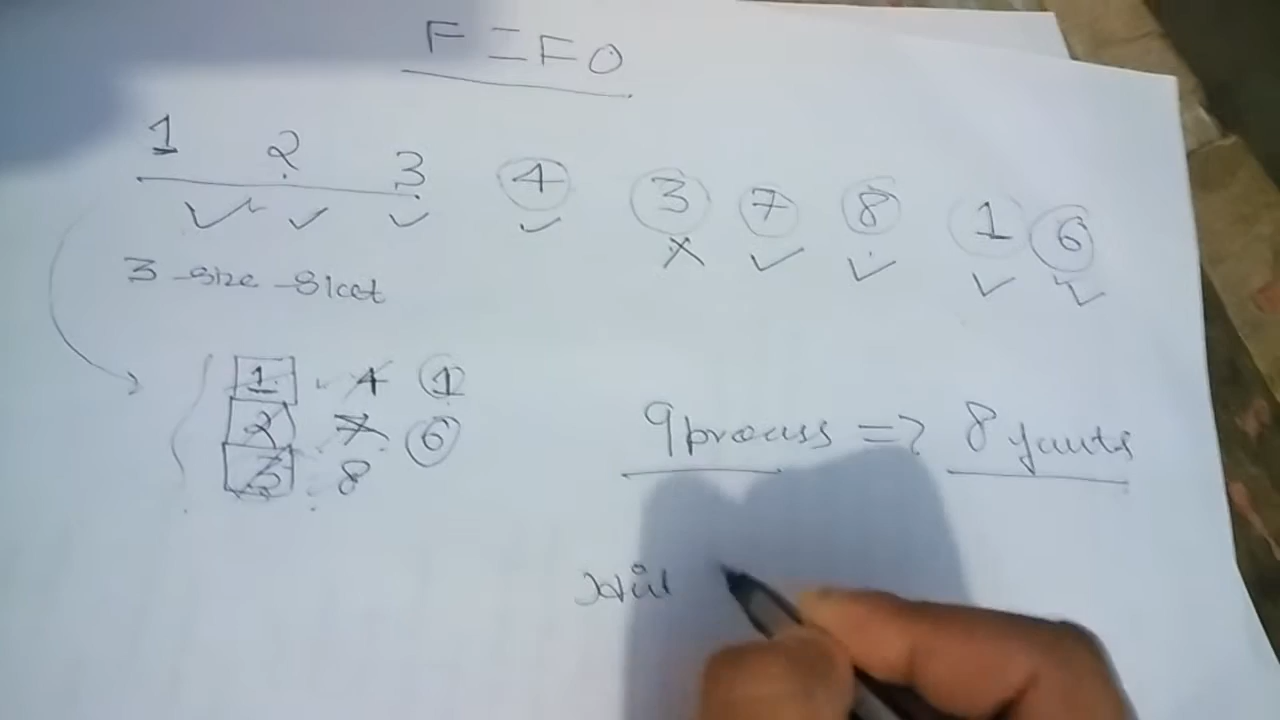 FIFO
1 2 3 4 3 7 8 1 6
3-size-slot
1 4 1
2 7 6
3 8
9 process => 8 faults